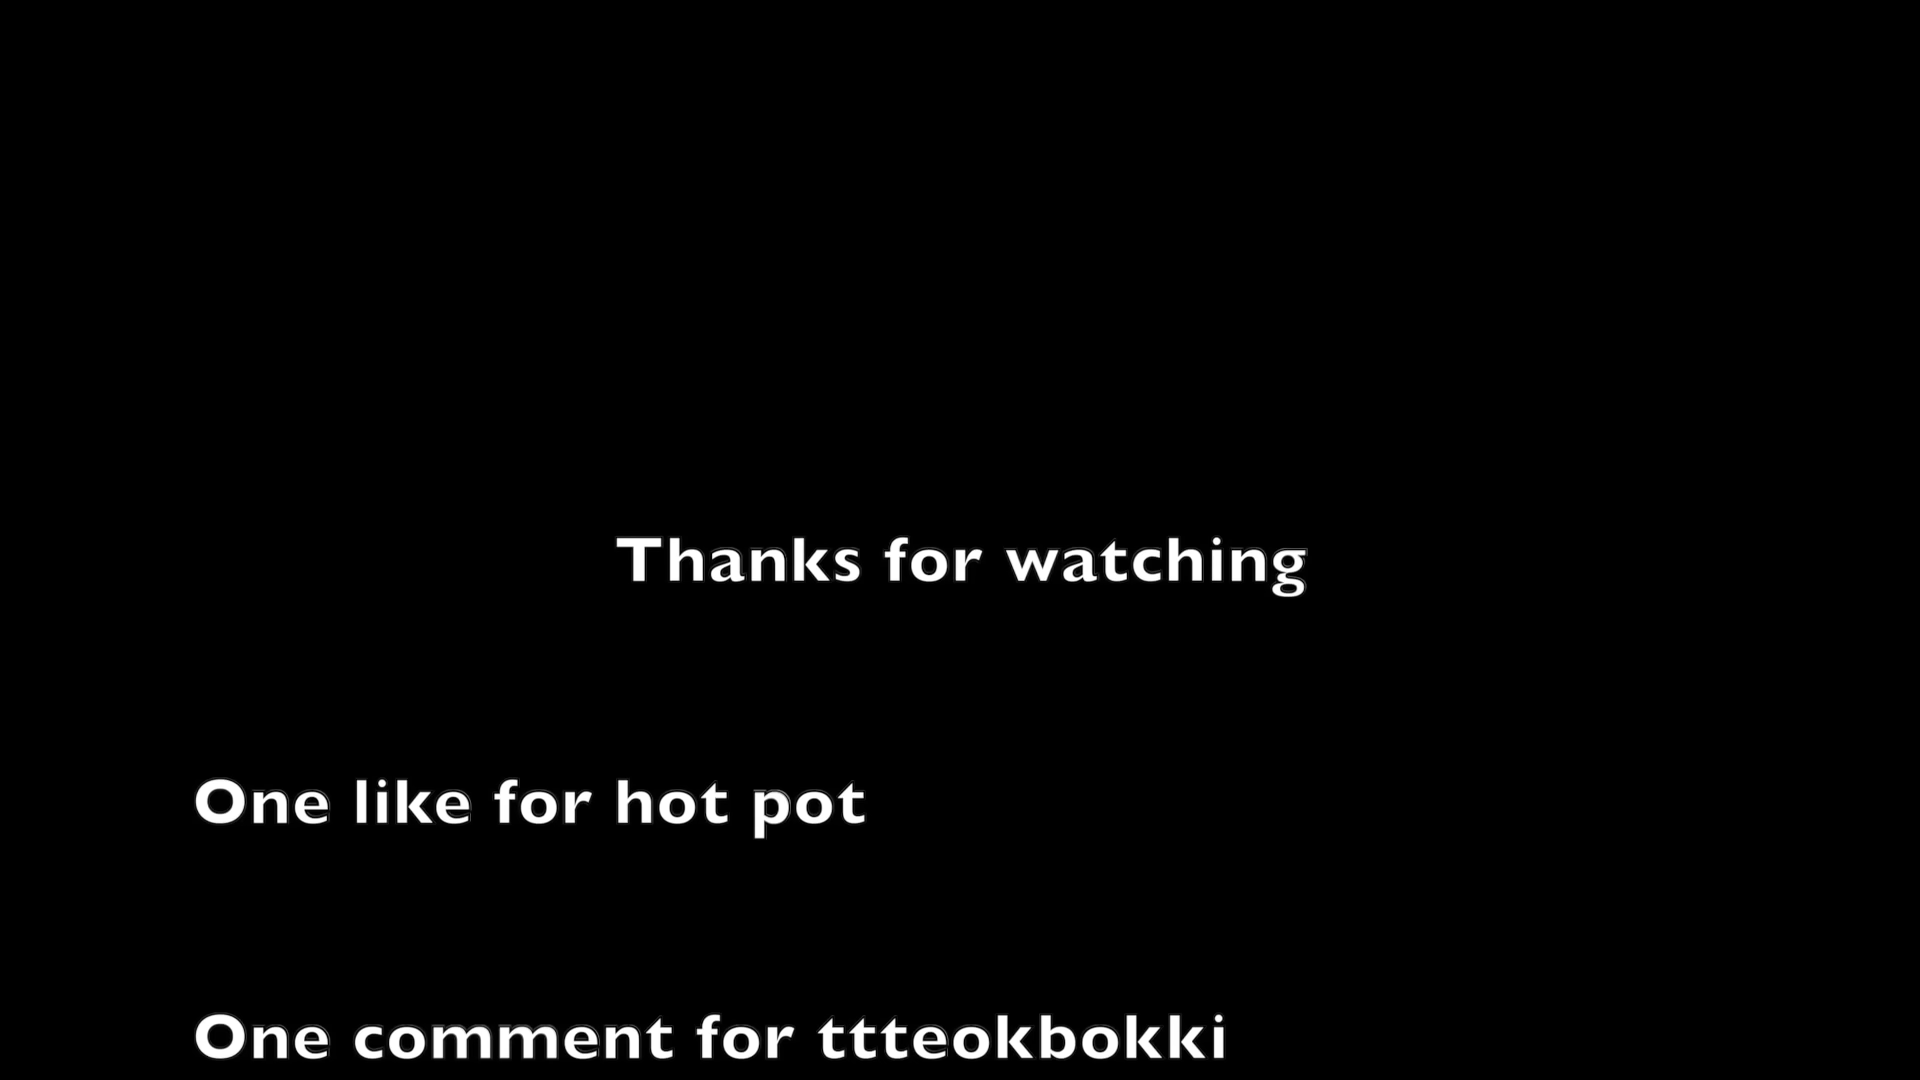 Thanks for watching
One like for hot pot
One comment for ttteokbokki